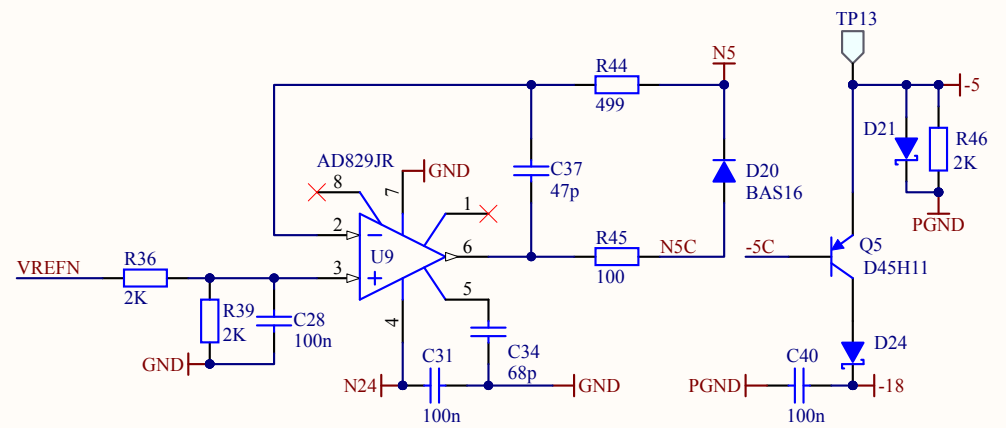 TP13
R44
499
N5
-5
AD829JR
8
7
GND
C37
47p
D20
BAS16
D21
R46
2K
PGND
1
2
U9
6
R45
100
N5C
-5C
Q5
D45H11
VREFN
R36
2K
3
5
R39
2K
C28
100n
GND
4
C34
68p
N24
C31
100n
GND
D24
PGND
C40
100n
-18